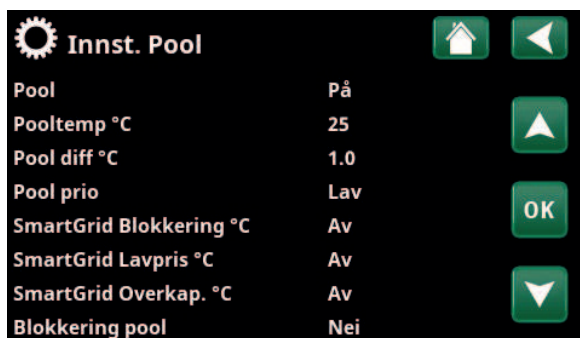 Innst. Pool
Pool På
Pooltemp °C 25
Pool diff °C 1.0
Pool prio Lav
SmartGrid Blokkering °C Av
SmartGrid Lavpris °C Av
SmartGrid Overkap. °C Av
Blokkering pool Nei
OK